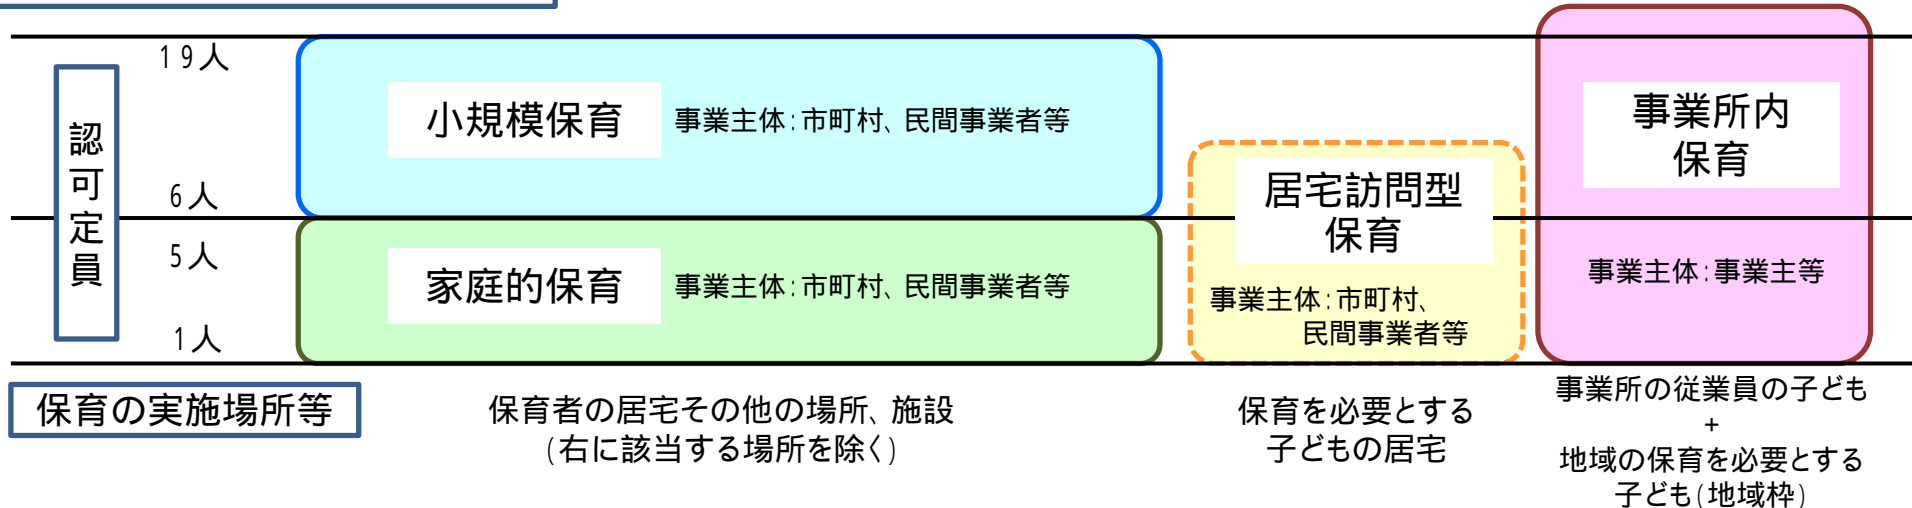 認可定員
19人
6人
5人
1人
小規模保育
事業主体:市町村、民間事業者等
家庭的保育
事業主体:市町村、民間事業者等
居宅訪問型
保育
事業主体:市町村、
民間事業者等
事業所内
保育
事業主体:事業主等
保育の実施場所等
保育者の居宅その他の場所、施設
(右に該当する場所を除く)
保育を必要とする
子どもの居宅
事業所の従業員の子ども
+
地域の保育を必要とする
子ども(地域枠)